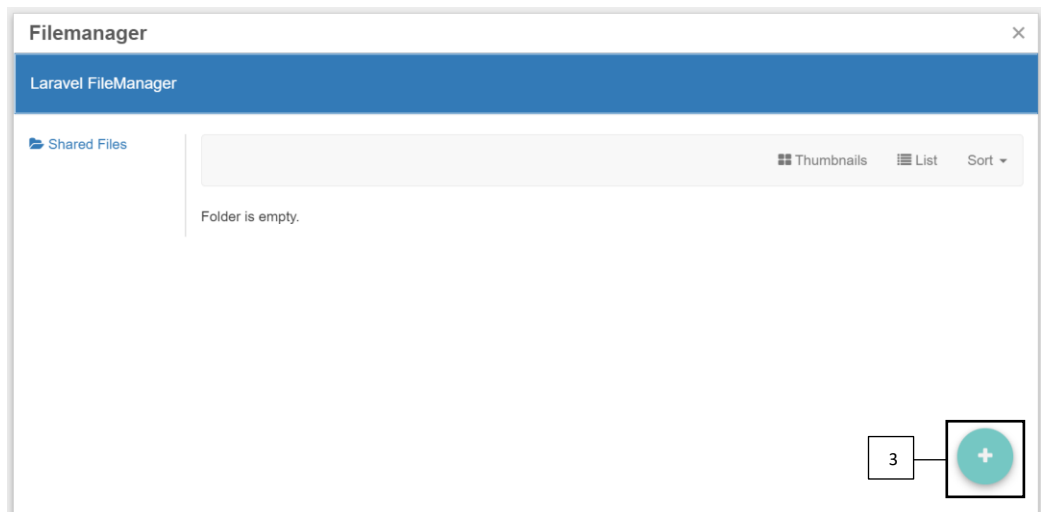 Filemanager ×
Laravel FileManager
Shared Files
Thumbnails List Sort
Folder is empty.
3
+